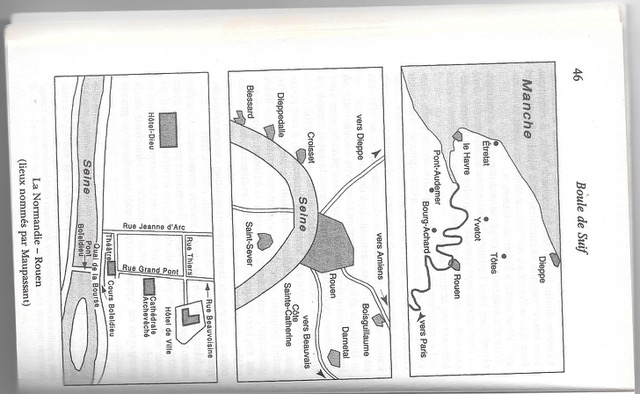 46
Boule de Suif
Manche
Étretat
le Havre
Dieppe
Yvetot
Tôtes
Pont-Audemer
Bourg-Achard
Rouen
vers Paris
vers Dieppe
vers Amiens
Croisset
Dieppedalle
Biessard
Seine
Rouen
Boisguillaume
Darnetal
Saint-Sever
Côte
Sainte-Catherine
vers Beauvais
Hôtel-Dieu
Rue Jeanne d'Arc
Rue Thiers
Rue Beauvoisine
Hôtel de Ville
Rue Grand Pont
Cathédrale
Archevêché
Théâtre
Cours Boieldieu
Quai de la Bourse
Pont
Boieldieu
Seine
La Normandie – Rouen
(lieux nommés par Maupassant)